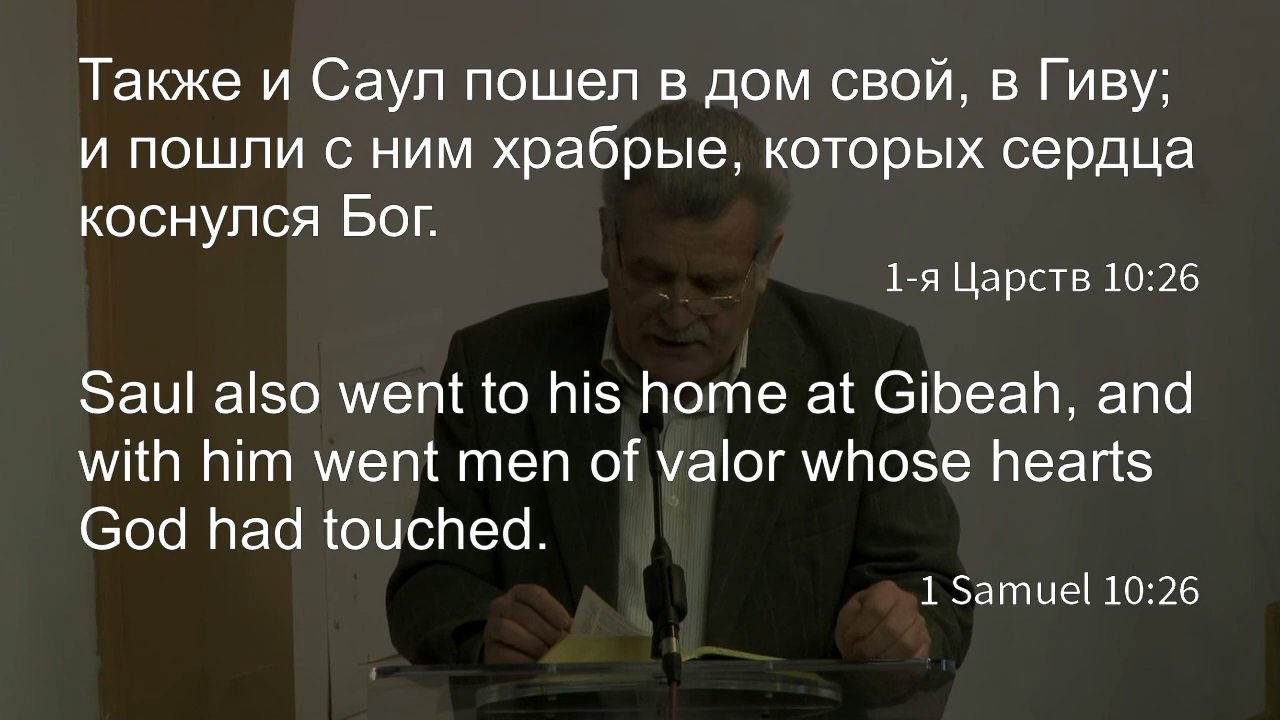 Также и Саул пошел в дом свой, в Гиву;
и пошли с ним храбрые, которых сердца
коснулся Бог.
1-я Царств 10:26
Saul also went to his home at Gibeah, and
with him went men of valor whose hearts
God had touched.
1 Samuel 10:26